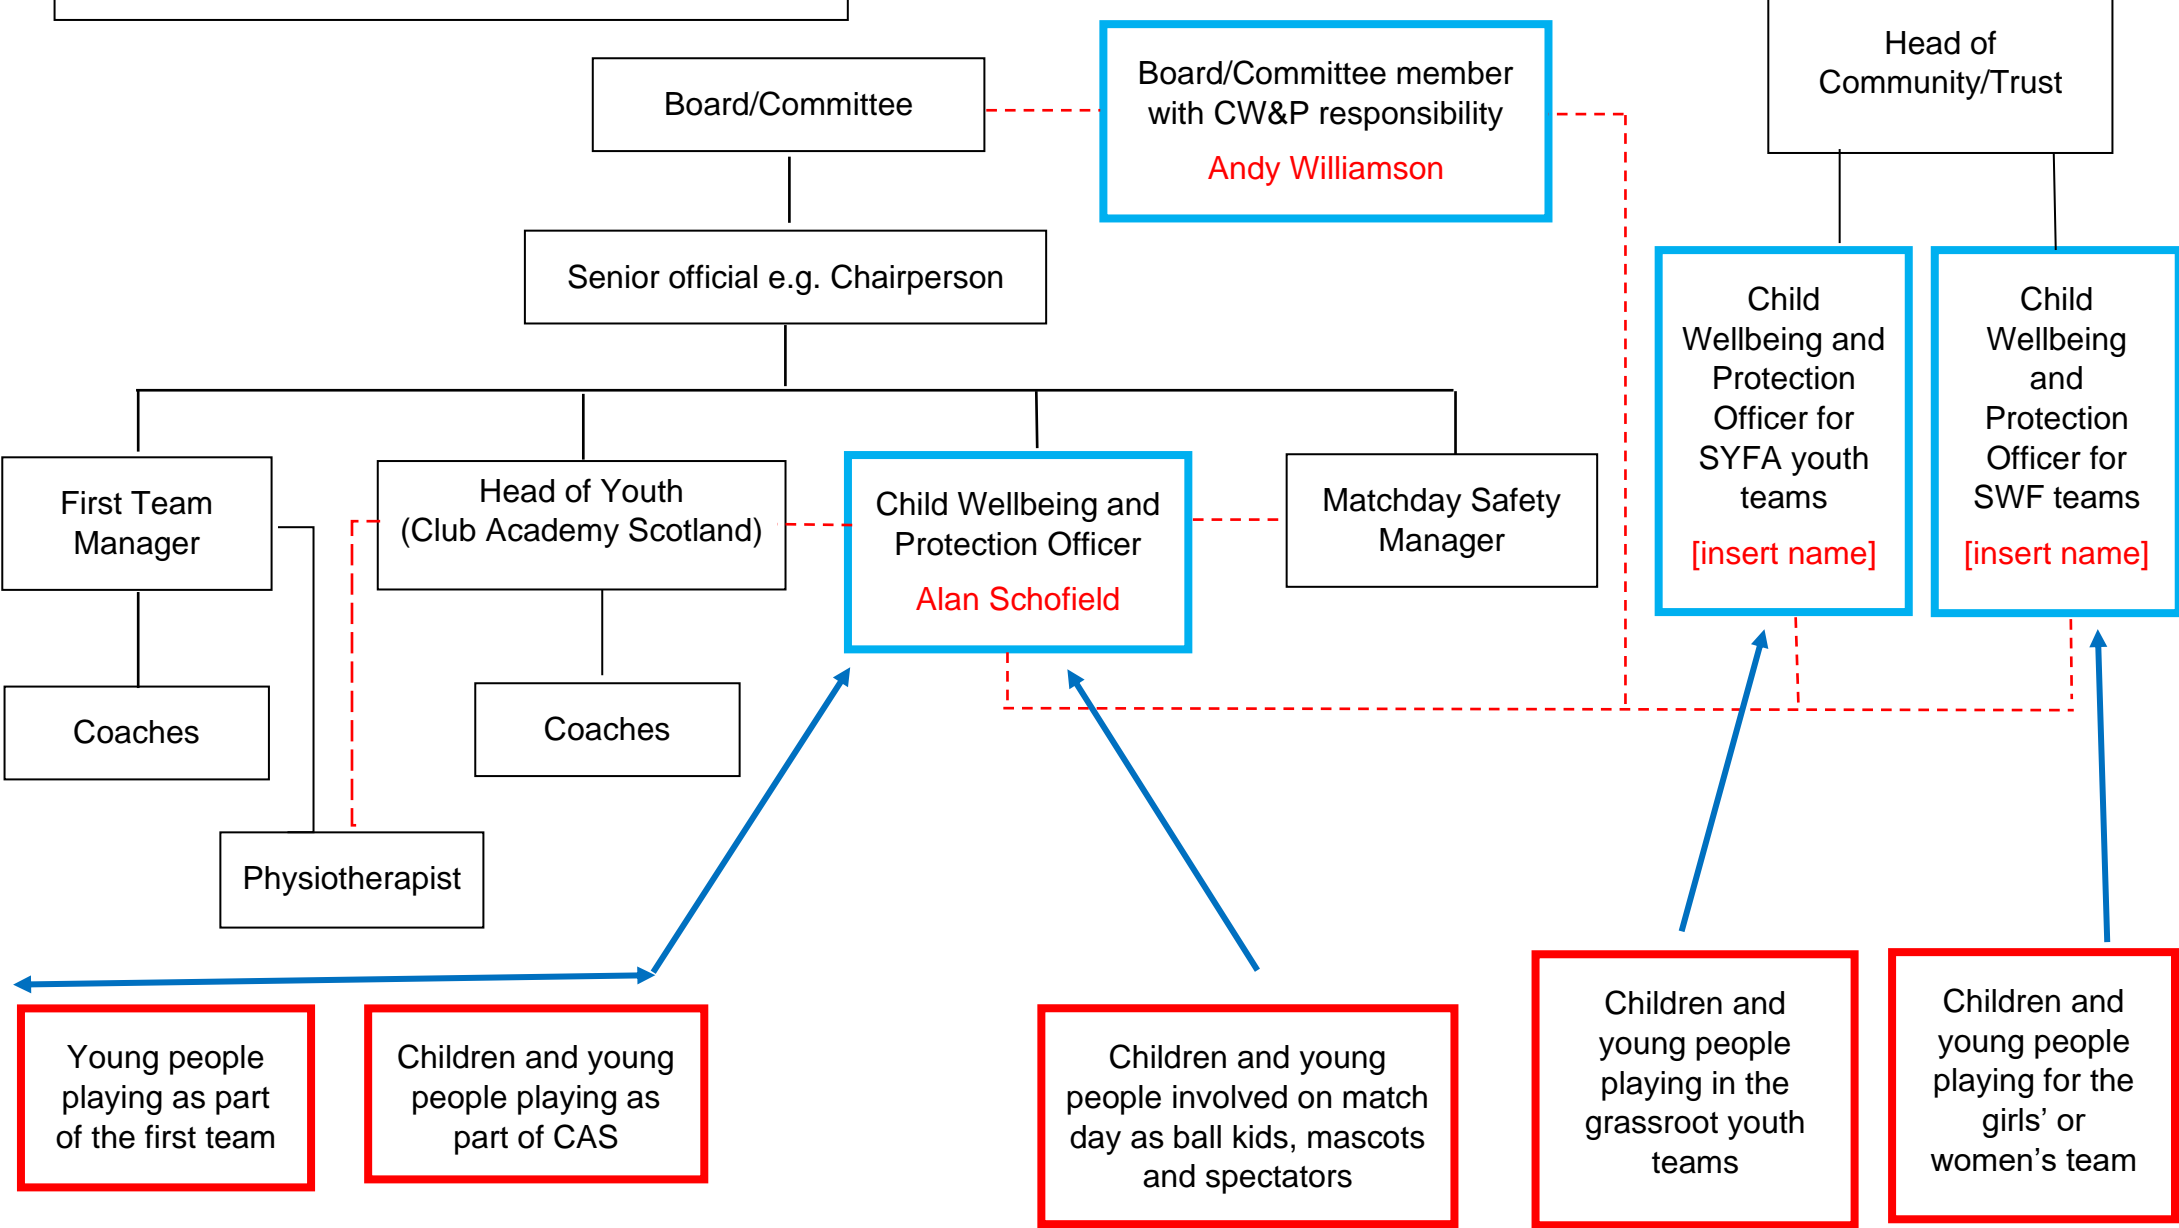 Head of
Community/Trust
Board/Committee
Board/Committee member
with CW&P responsibility
Andy Williamson
Senior official e.g. Chairperson
First Team
Manager
Head of Youth
(Club Academy Scotland)
Child Wellbeing and
Protection Officer
Alan Schofield
Matchday Safety
Manager
Child
Wellbeing and
Protection
Officer for
SYFA youth
teams
[insert name]
Child
Wellbeing
and
Protection
Officer for
SWF teams
[insert name]
Coaches
Coaches
Physiotherapist
Young people
playing as part
of the first team
Children and young
people playing as
part of CAS
Children and young
people involved on match
day as ball kids, mascots
and spectators
Children and
young people
playing in the
grassroot youth
teams
Children and
young people
playing for the
girls’ or
women’s team